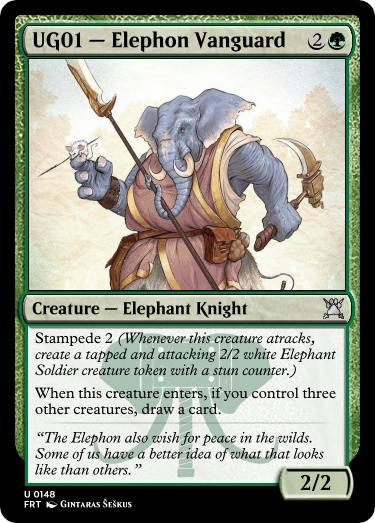 UG01 — Elephon Vanguard 2
Creature — Elephant Knight
Stampede 2 (Whenever this creature attacks,
create a tapped and attacking 2/2 white Elephant
Soldier creature token with a stun counter.)
When this creature enters, if you control three
other creatures, draw a card.
“The Elephon also wish for peace in the wilds.
Some of us have a better idea of what that looks
like than others.”
2/2
U 0148
FRT Gintaras Šeškus